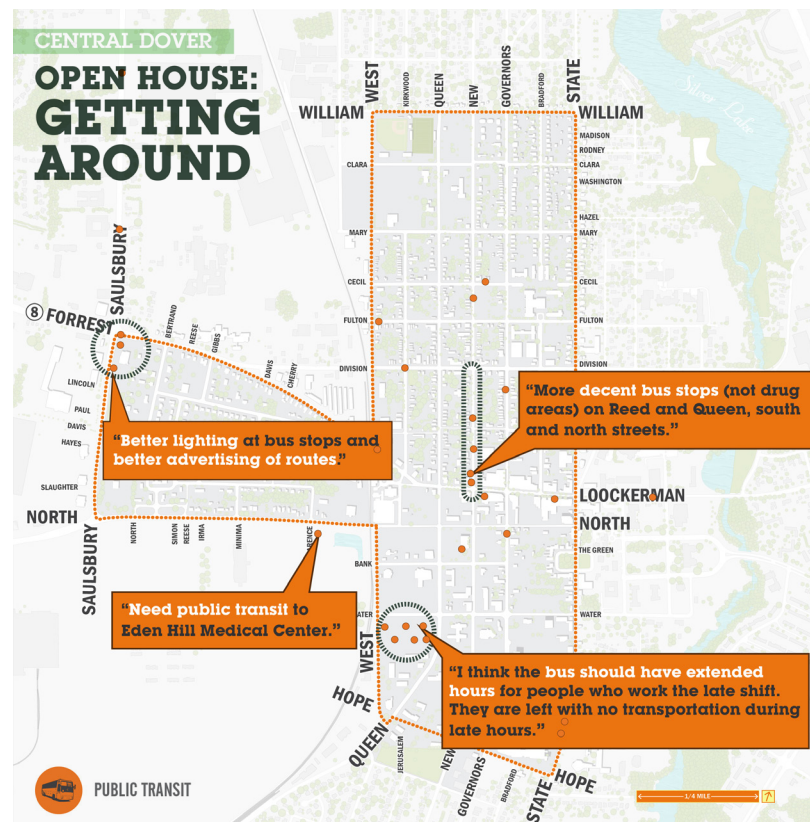 CENTRAL DOVER
OPEN HOUSE:
GETTING
AROUND
WEST
KIRKWOOD
QUEEN
NEW
GOVERNORS
BRADFORD
STATE
WILLIAM
WILLIAM
Silver Lake
MADISON
RODNEY
CLARA
CLARA
WASHINGTON
HAZEL
MARY
MARY
SAULSBURY
CECIL
CECIL
8 FORREST
BERTRAND
REESE
GIBBS
FULTON
FULTON
DAVIS
CHERRY
DIVISION
DIVISION
LINCOLN
PAUL
DAVIS
HAYES
"More decent bus stops (not drug
areas) on Reed and Queen, south
and north streets."
"Better lighting at bus stops and
better advertising of routes."
SLAUGHTER
LOOCKERMAN
NORTH
NORTH
SAULSBURY
NORTH
SIMON
REESE
IRMA
MINIMA
RENCE
THE GREEN
BANK
"Need public transit to
Eden Hill Medical Center."
ATER
WATER
WEST
"I think the bus should have extended
hours for people who work the late shift.
They are left with no transportation during
late hours."
HOPE
QUEEN
JERUSALEM
NEW
GOVERNORS
BRADFORD
STATE
HOPE
PUBLIC TRANSIT
1/4 MILE